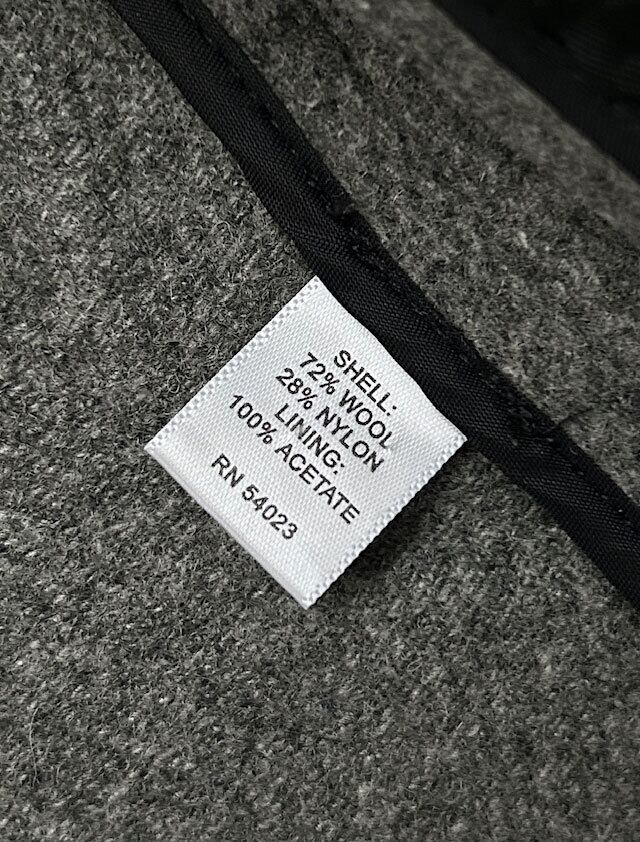 SHELL:
72% WOOL
28% NYLON
LINING:
100% ACETATE
RN 54023